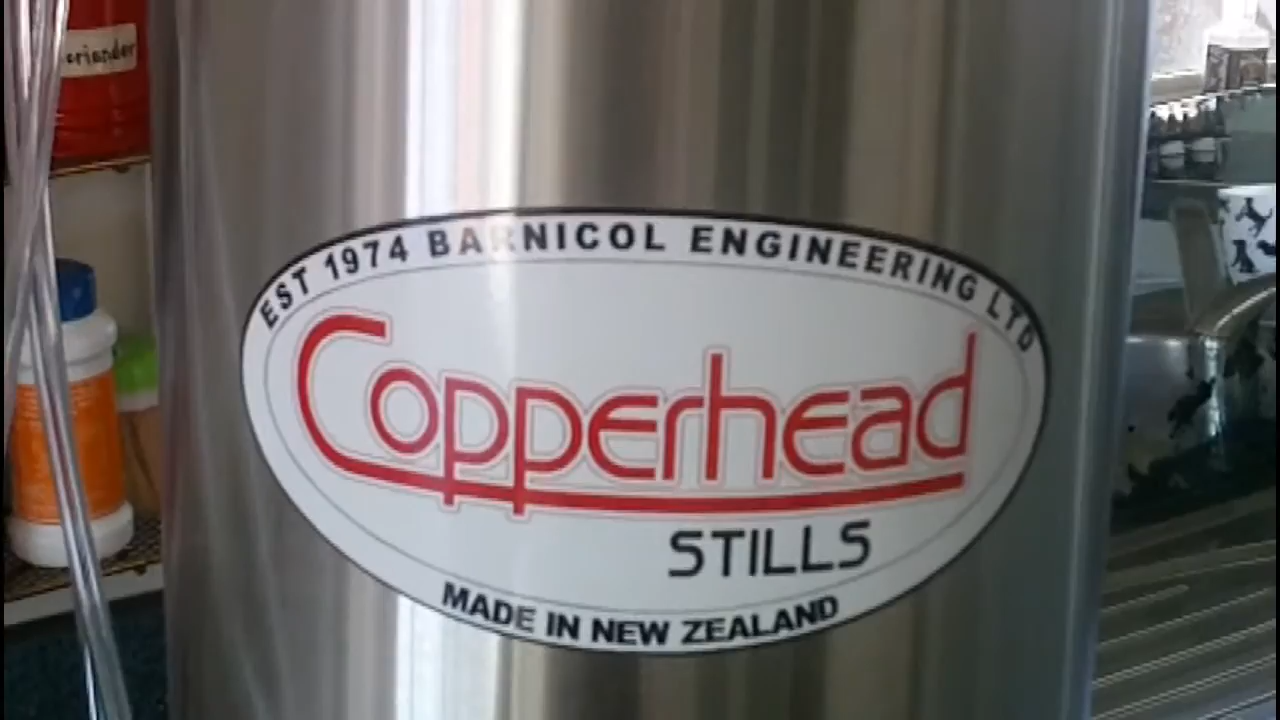 EST 1974 BARNICOL ENGINEERING LTD
Copperhead
STILLS
MADE IN NEW ZEALAND